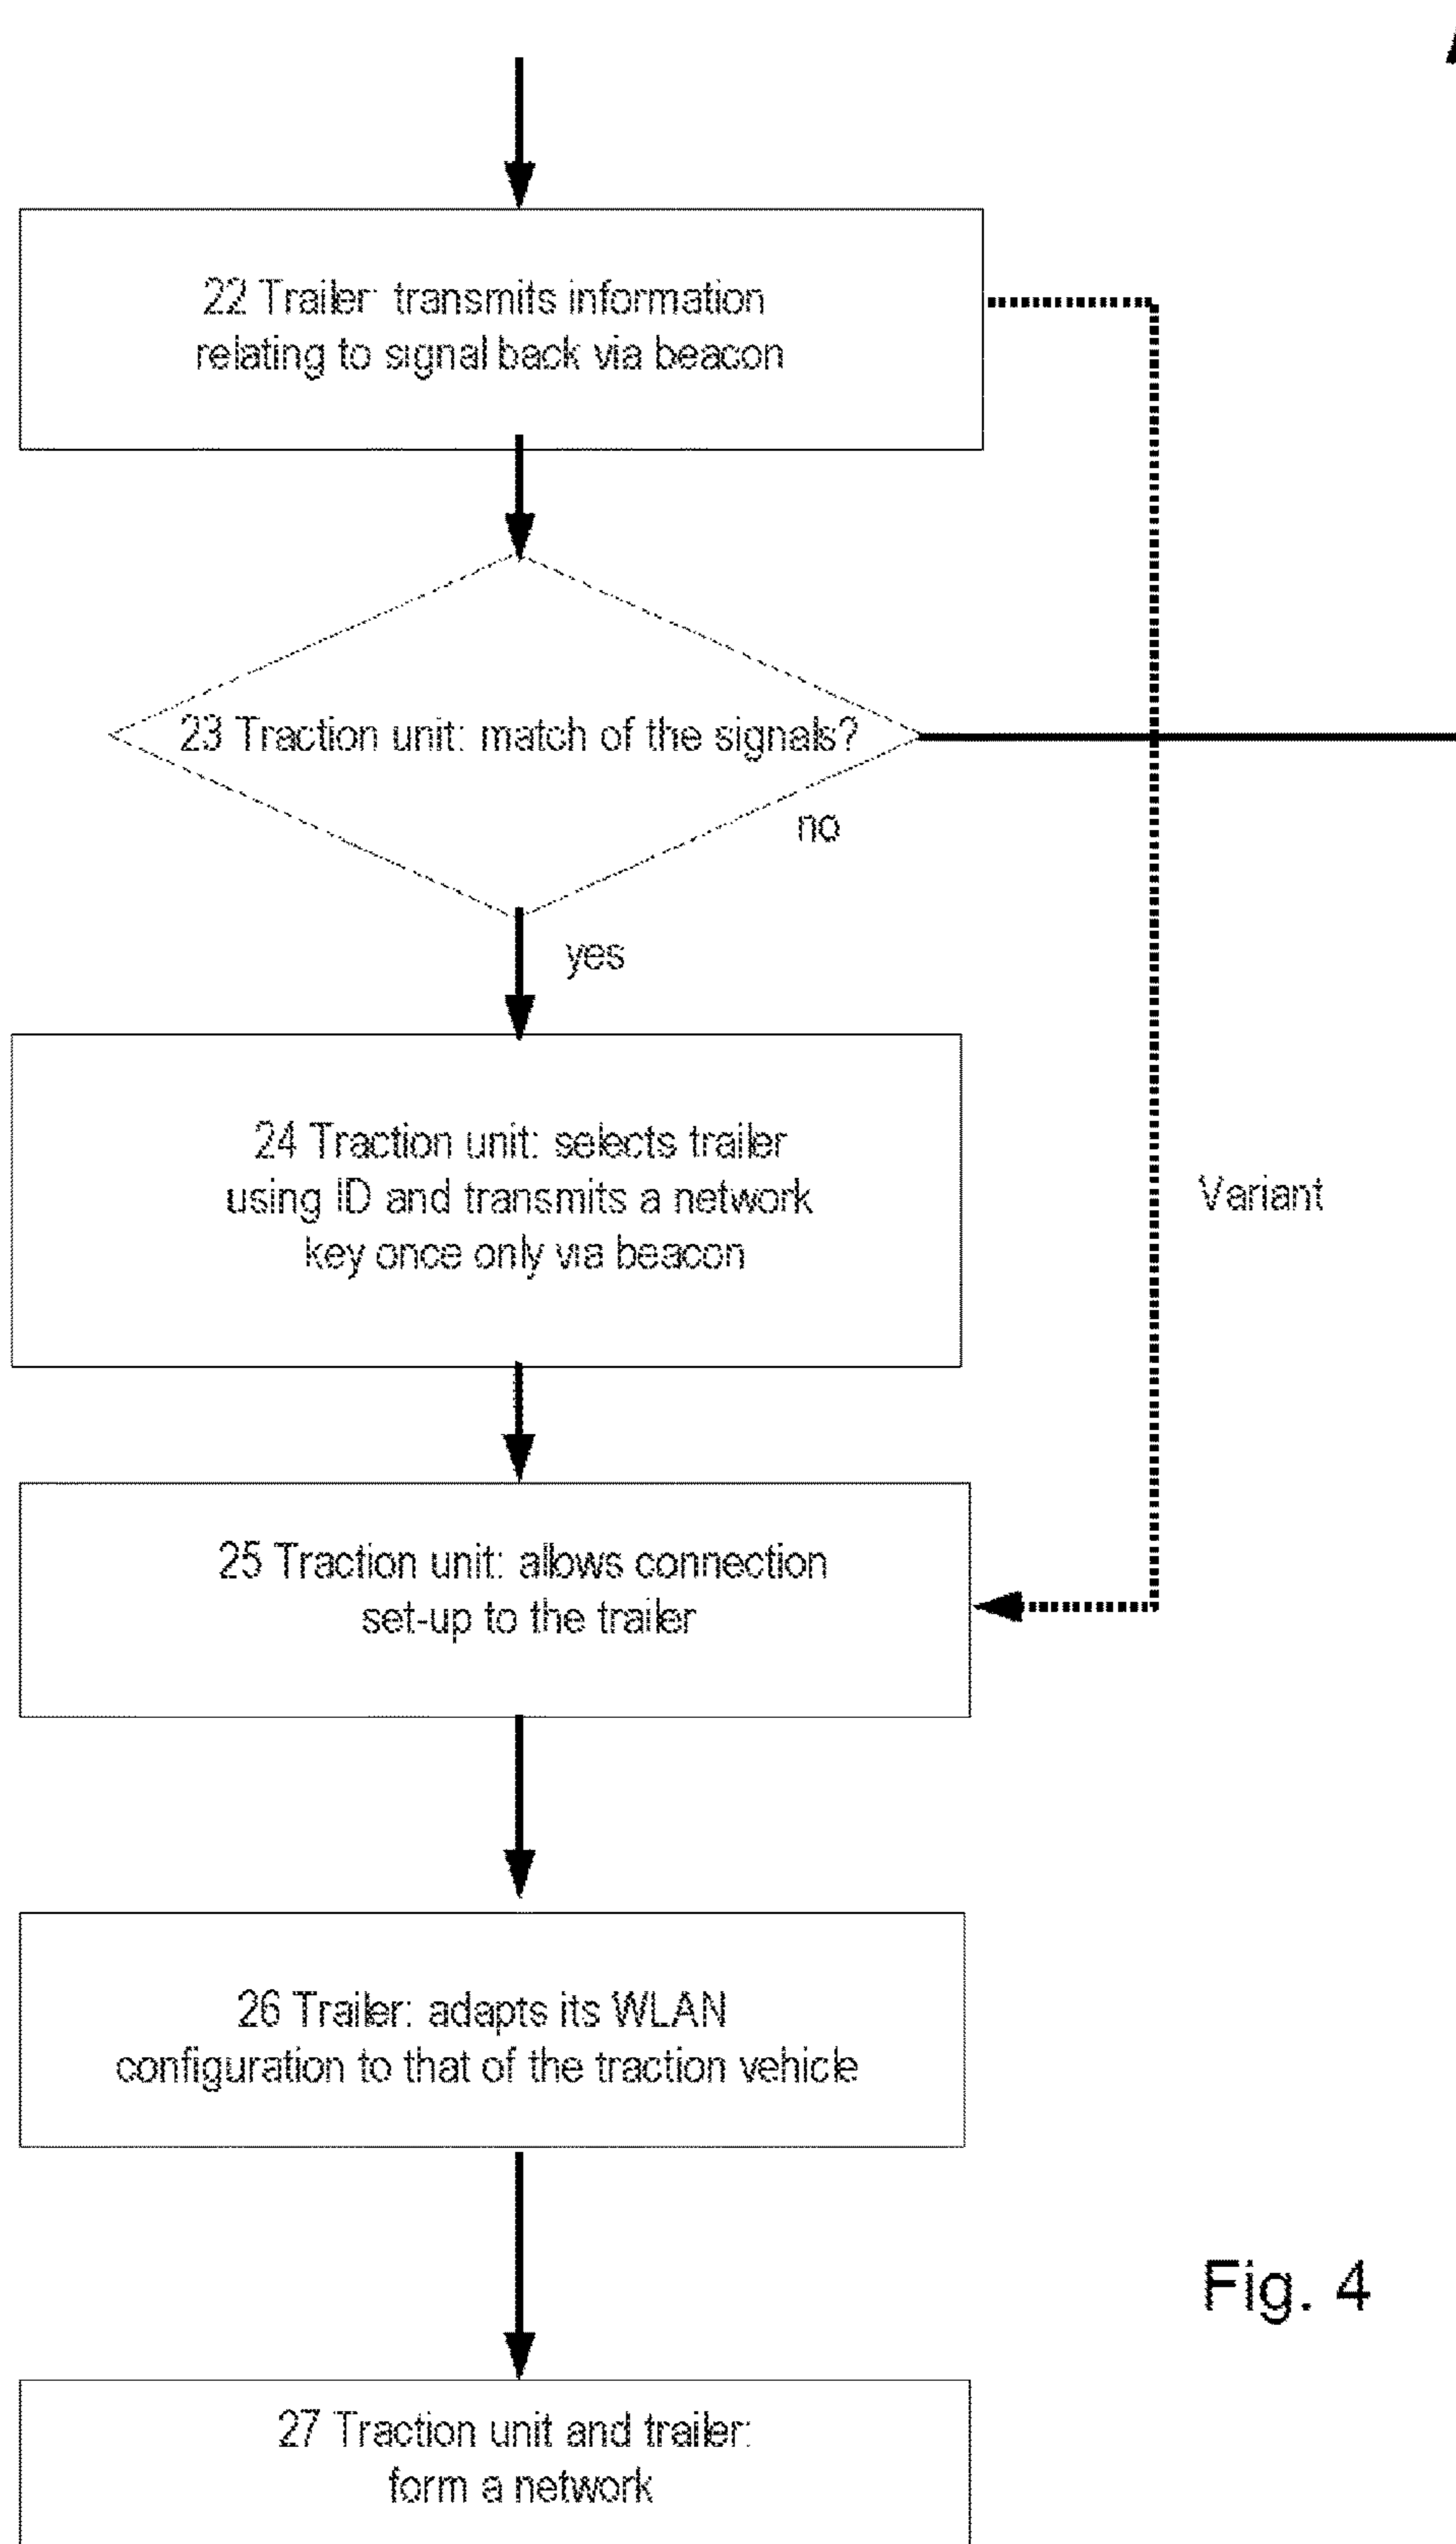 22 Trailer: transmits information
relating to signal back via beacon
23 Traction unit: match of the signals?
no
yes
24 Traction unit: selects trailer
using ID and transmits a network
key once only via beacon
Variant
25 Traction unit: allows connection
set-up to the trailer
26 Trailer: adapts its WLAN
configuration to that of the traction vehicle
Fig. 4
27 Traction unit and trailer:
form a network